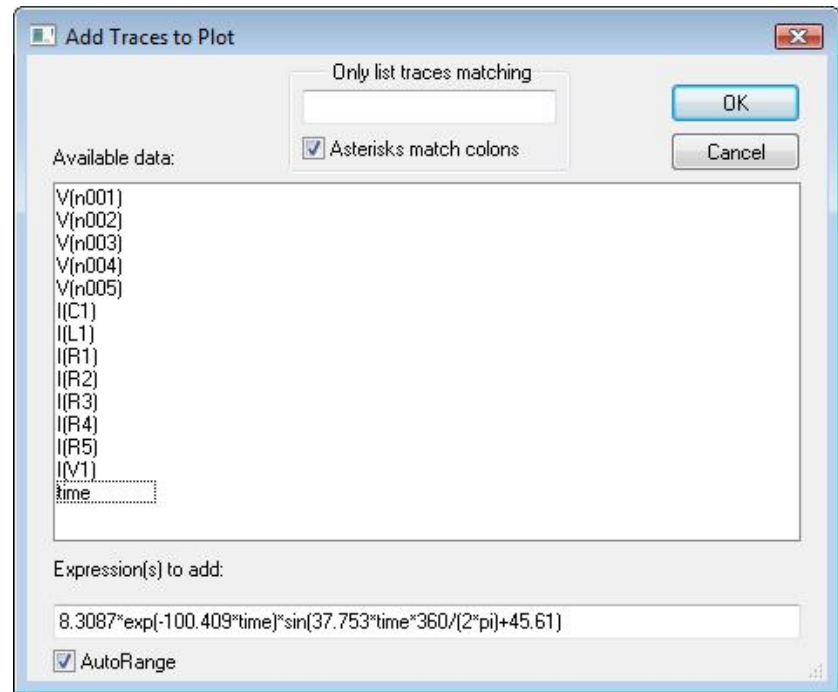 Add Traces to Plot
Only list traces matching
OK
Asterisks match colons
Cancel
Available data:
V(n001)
V(n002)
V(n003)
V(n004)
V(n005)
I(C1)
I(L1)
I(R1)
I(R2)
I(R3)
I(R4)
I(R5)
I(V1)
time
Expression(s) to add:
8.3087*exp(-100.409*time)*sin(37.753*time*360/(2*pi)+45.61)
AutoRange